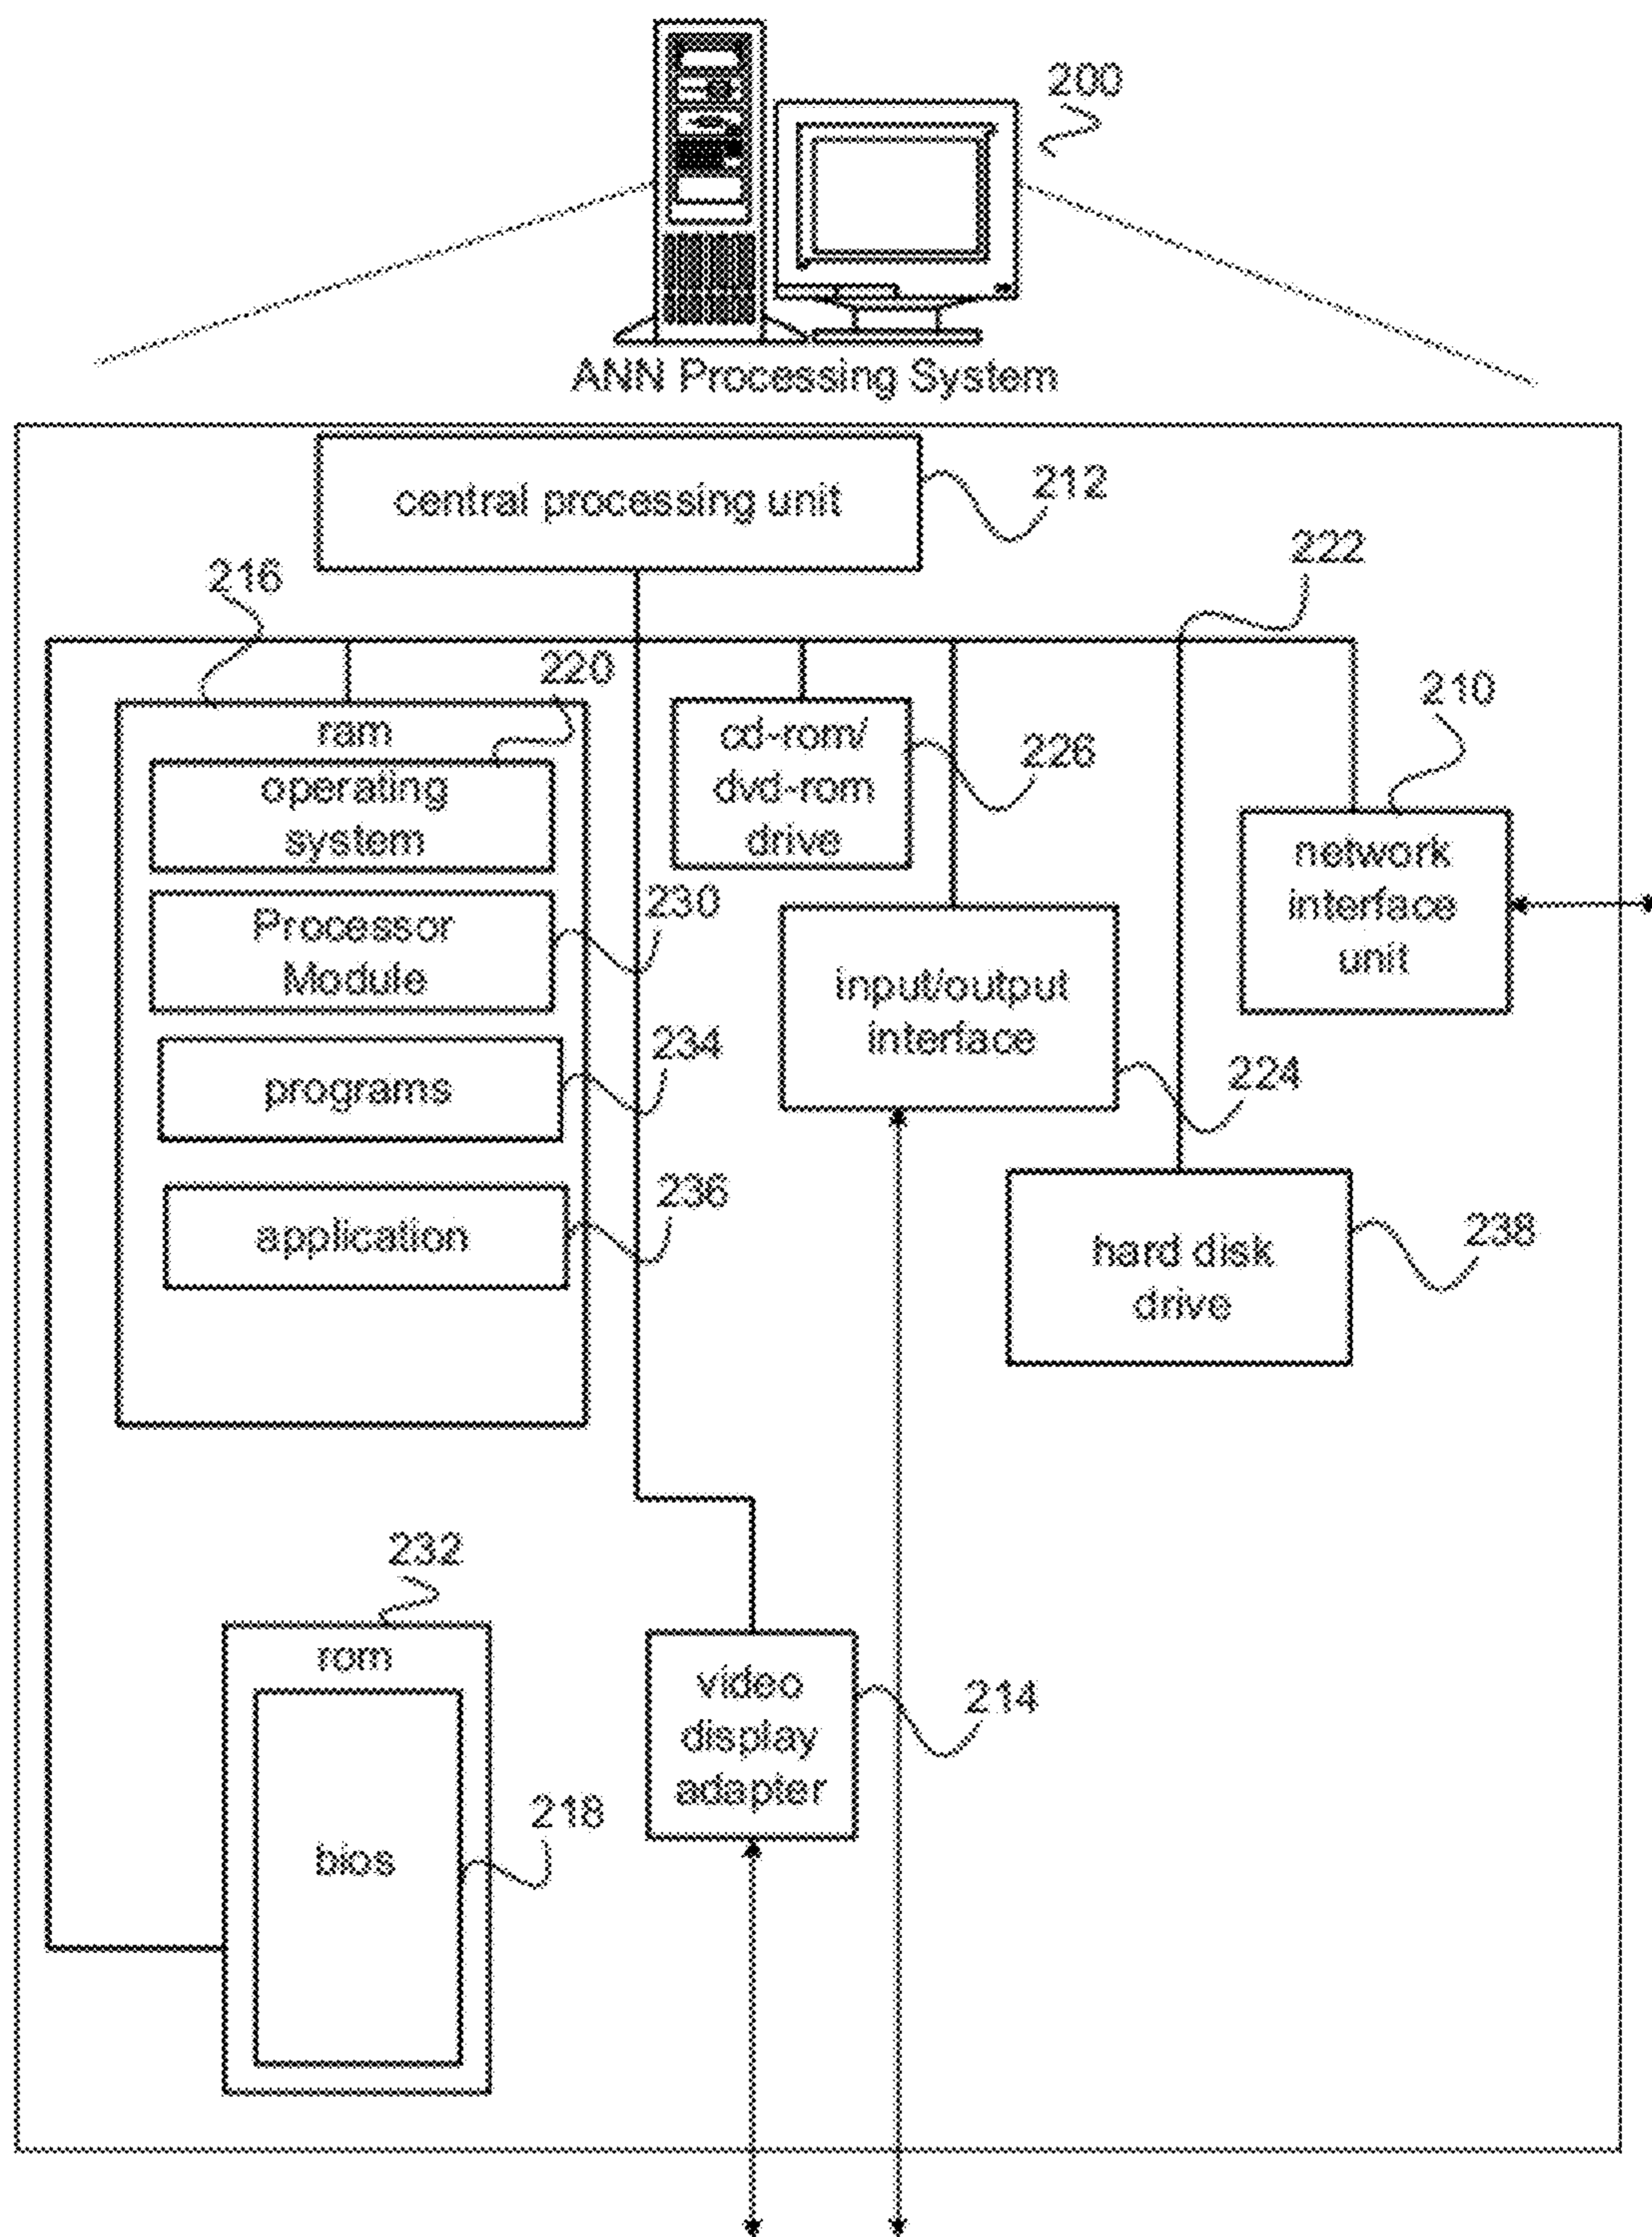 200
ANN Processing System
central processing unit
212
222
216
220
210
ram
operating
system
cd-rom/
dvd-rom
drive
226
network
interface
unit
230
Processor
Module
input/output
interface
234
programs
224
236
application
238
hard disk
drive
232
rom
video
display
adapter
214
218
bios